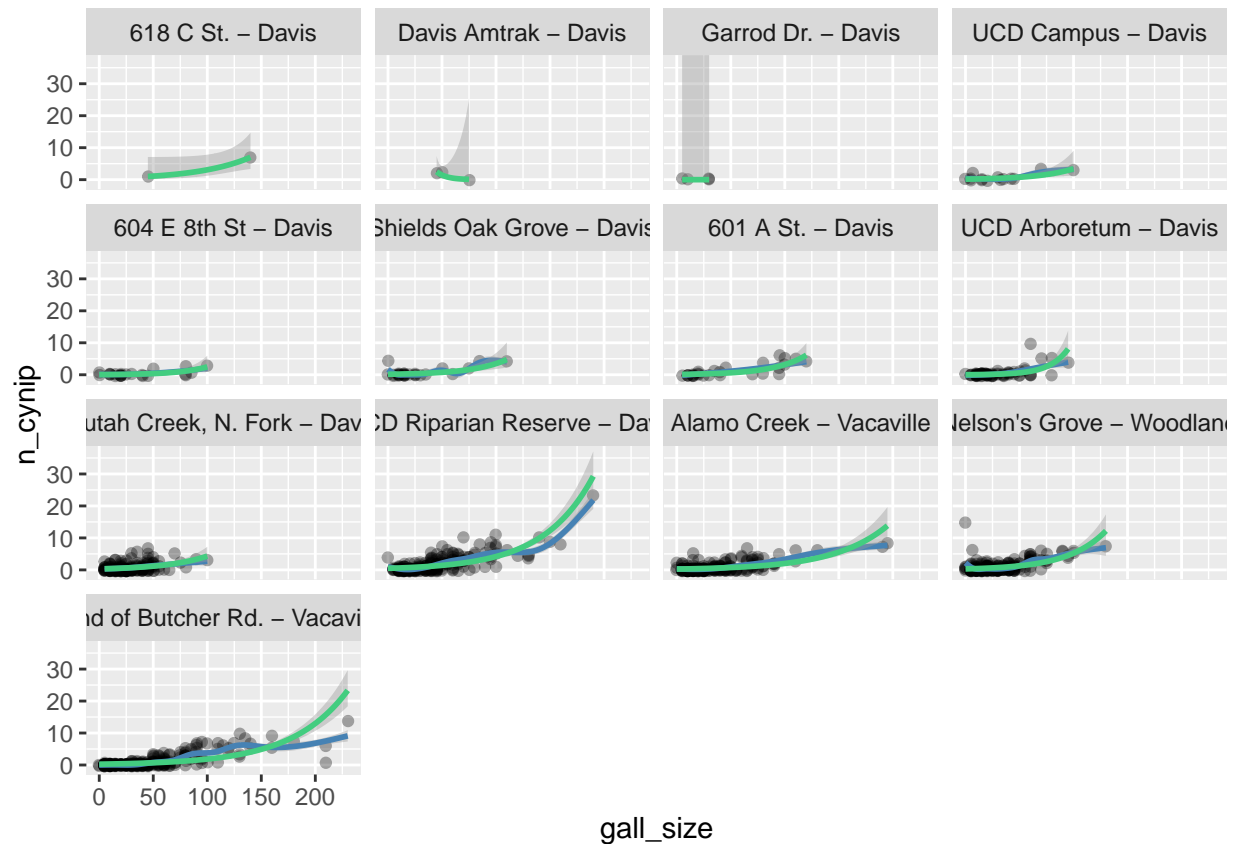 618 C St. – Davis
Davis Amtrak – Davis
Garrod Dr. – Davis
UCD Campus – Davis
30
20
10
0
604 E 8th St – Davis
Shields Oak Grove – Davis
601 A St. – Davis
UCD Arboretum – Davis
30
20
10
0
utah Creek, N. Fork – Dav
CD Riparian Reserve – Dav
Alamo Creek – Vacaville
Nelson's Grove – Woodland
30
20
10
0
nd of Butcher Rd. – Vacavi
30
20
10
0
0 50 100 150 200
gall_size
n_cynip